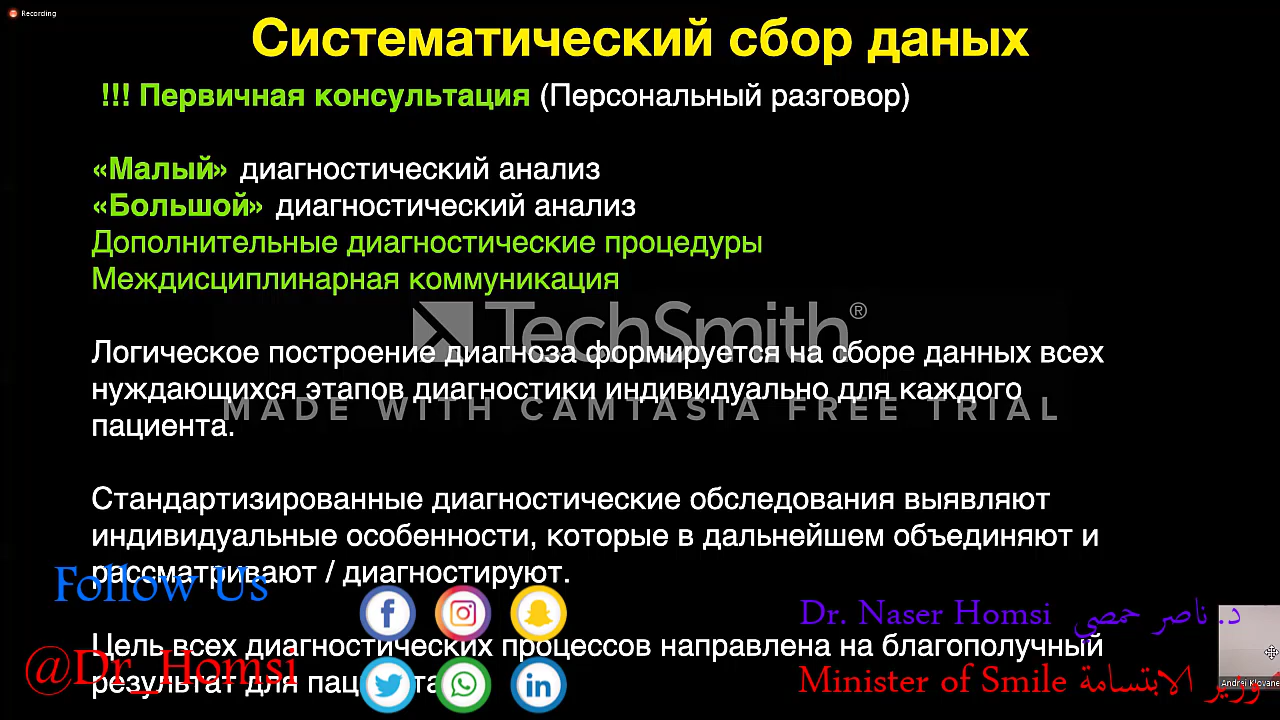 Recording
Систематический сбор даных
!!! Первичная консультация (Персональный разговор)
«Малый» диагностический анализ
«Большой» диагностический анализ
Дополнительные диагностические процедуры
Междисциплинарная коммуникация
TechSmith®
Логическое построение диагноза формируется на сборе данных всех
нуждающихся этапов диагностики индивидуально для каждого
MADE WITH CAMTASIA FREE TRIAL
пациента.
Стандартизированные диагностические обследования выявляют
индивидуальные особенности, которые в дальнейшем объединяют и
рассматривают / диагностируют.
Follow Us
Dr. Naser Homsi د. ناصر حمصي
Цель всех диагностических процессов направлена на благополучный
@Dr_Homsi
результат для
Minister of Smile وزير الابتسامة
Andrei